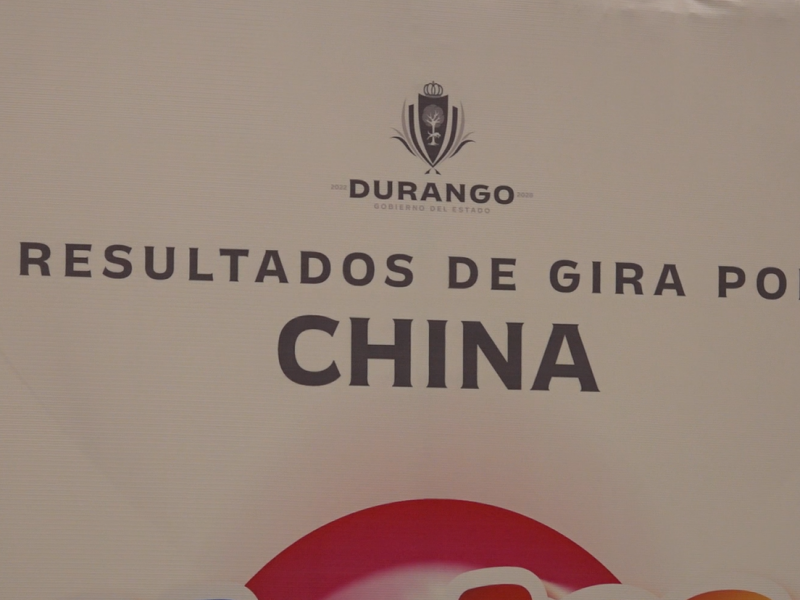 DURANGO
GOBIERNO DEL ESTADO
RESULTADOS DE GIRA PO
CHINA